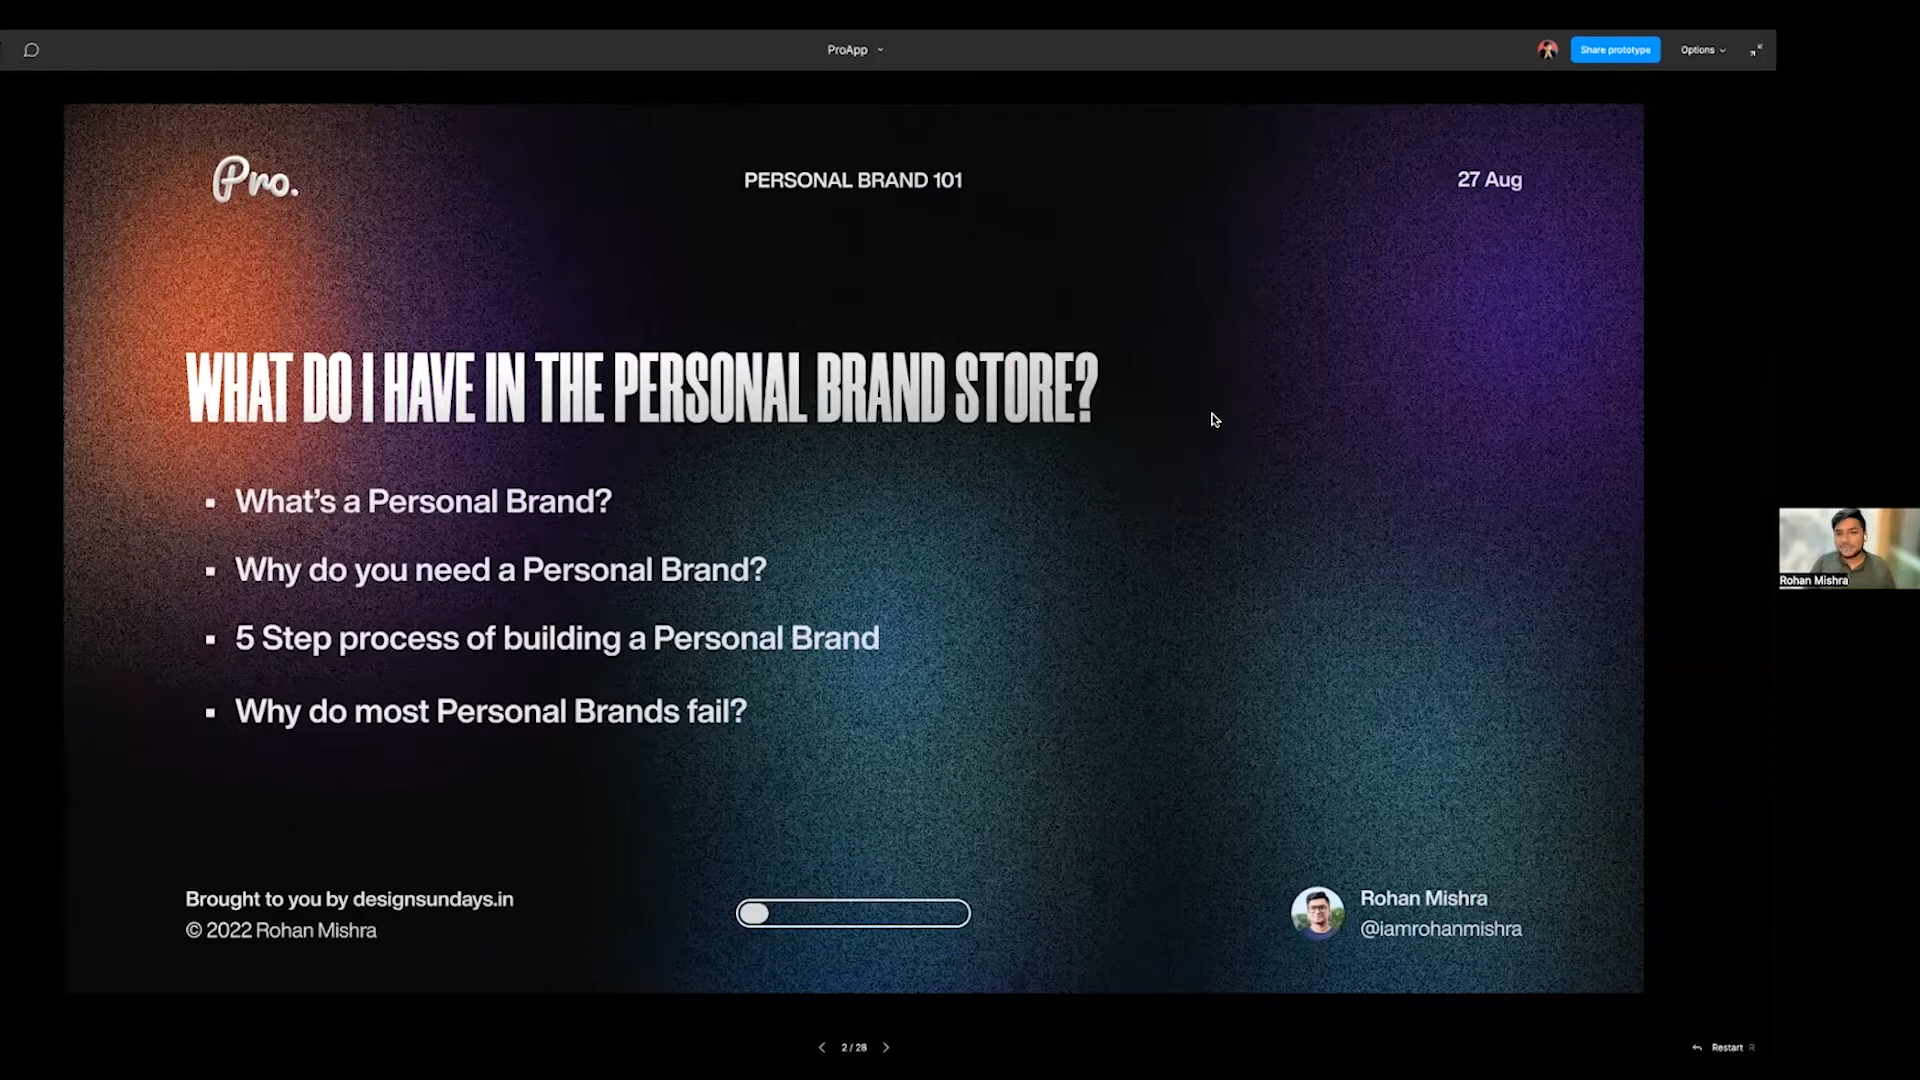 ProApp
Share prototype
Options
Pro.
PERSONAL BRAND 101
27 Aug
WHAT DO I HAVE IN THE PERSONAL BRAND STORE?
▪ What's a Personal Brand?
▪ Why do you need a Personal Brand?
▪ 5 Step process of building a Personal Brand
▪ Why do most Personal Brands fail?
Rohan Mishra
Brought to you by designsundays.in
© 2022 Rohan Mishra
Rohan Mishra
@iamrohanmishra
2 / 28
Restart R